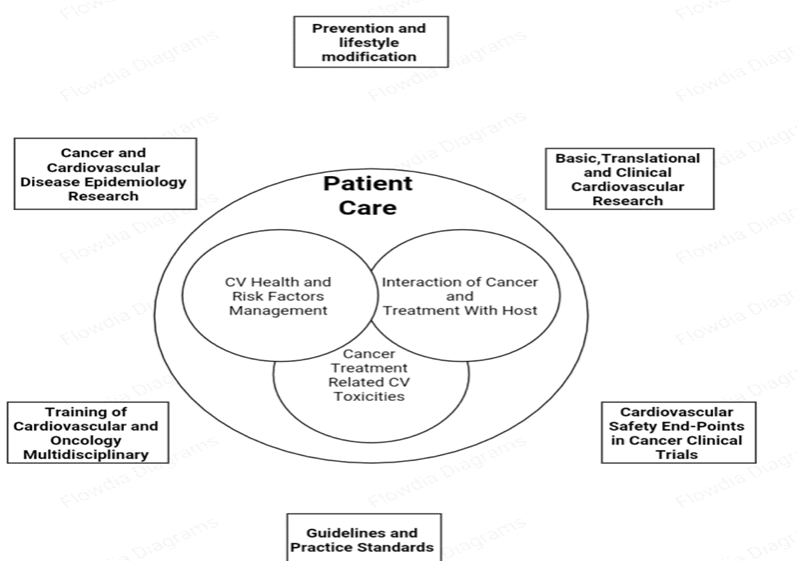 Prevention and
lifestyle
modification
Cancer and
Cardiovascular
Disease Epidemiology
Research
Basic,Translational
and Clinical
Cardiovascular
Research
Patient
Care
CV Health and
Risk Factors
Management
Interaction of Cancer
and
Treatment With Host
Cancer
Treatment
Related CV
Toxicities
Training of
Cardiovascular and
Oncology
Multidisciplinary
Cardiovascular
Safety End-Points
in Cancer Clinical
Trials
Guidelines and
Practice Standards
Flowdia Diagrams